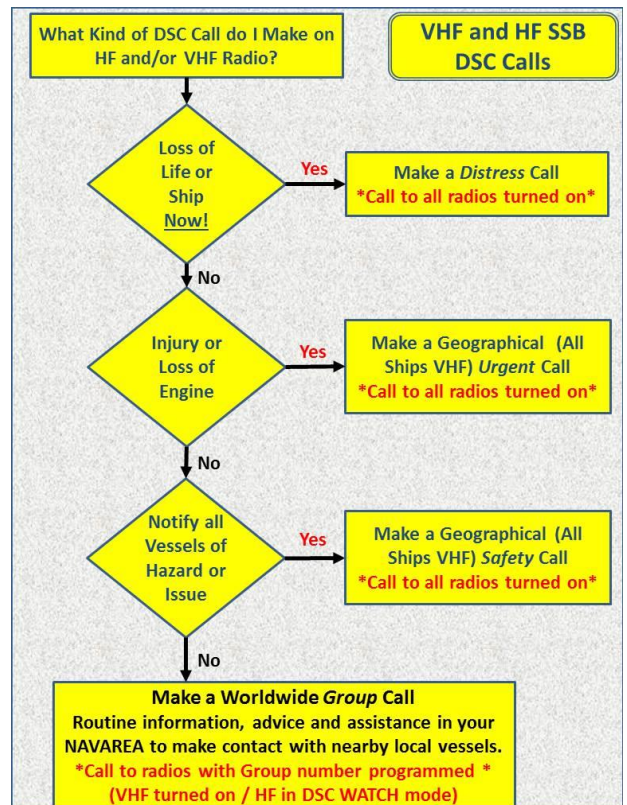 What Kind of DSC Call do I Make on
HF and/or VHF Radio?
VHF and HF SSB
DSC Calls
Loss of
Life or
Ship
Now!
Yes
Make a Distress Call
*Call to all radios turned on*
No
Injury or
Loss of
Engine
Yes
Make a Geographical (All
Ships VHF) Urgent Call
*Call to all radios turned on*
No
Notify all
Vessels of
Hazard or
Issue
Yes
Make a Geographical (All
Ships VHF) Safety Call
*Call to all radios turned on*
No
Make a Worldwide Group Call
Routine information, advice and assistance in your
NAVAREA to make contact with nearby local vessels.
*Call to radios with Group number programmed *
(VHF turned on / HF in DSC WATCH mode)